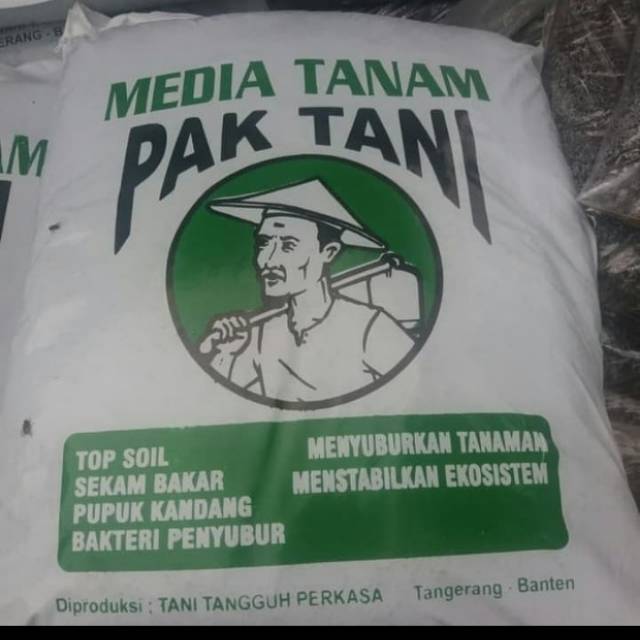 MEDIA TANAM
PAK TANI
TOP SOIL
SEKAM BAKAR
PUPUK KANDANG
BAKTERI PENYUBUR
MENYUBURKAN TANAMAN
MENSTABILKAN EKOSISTEM
Diproduksi : TANI TANGGUH PERKASA Tangerang - Banten